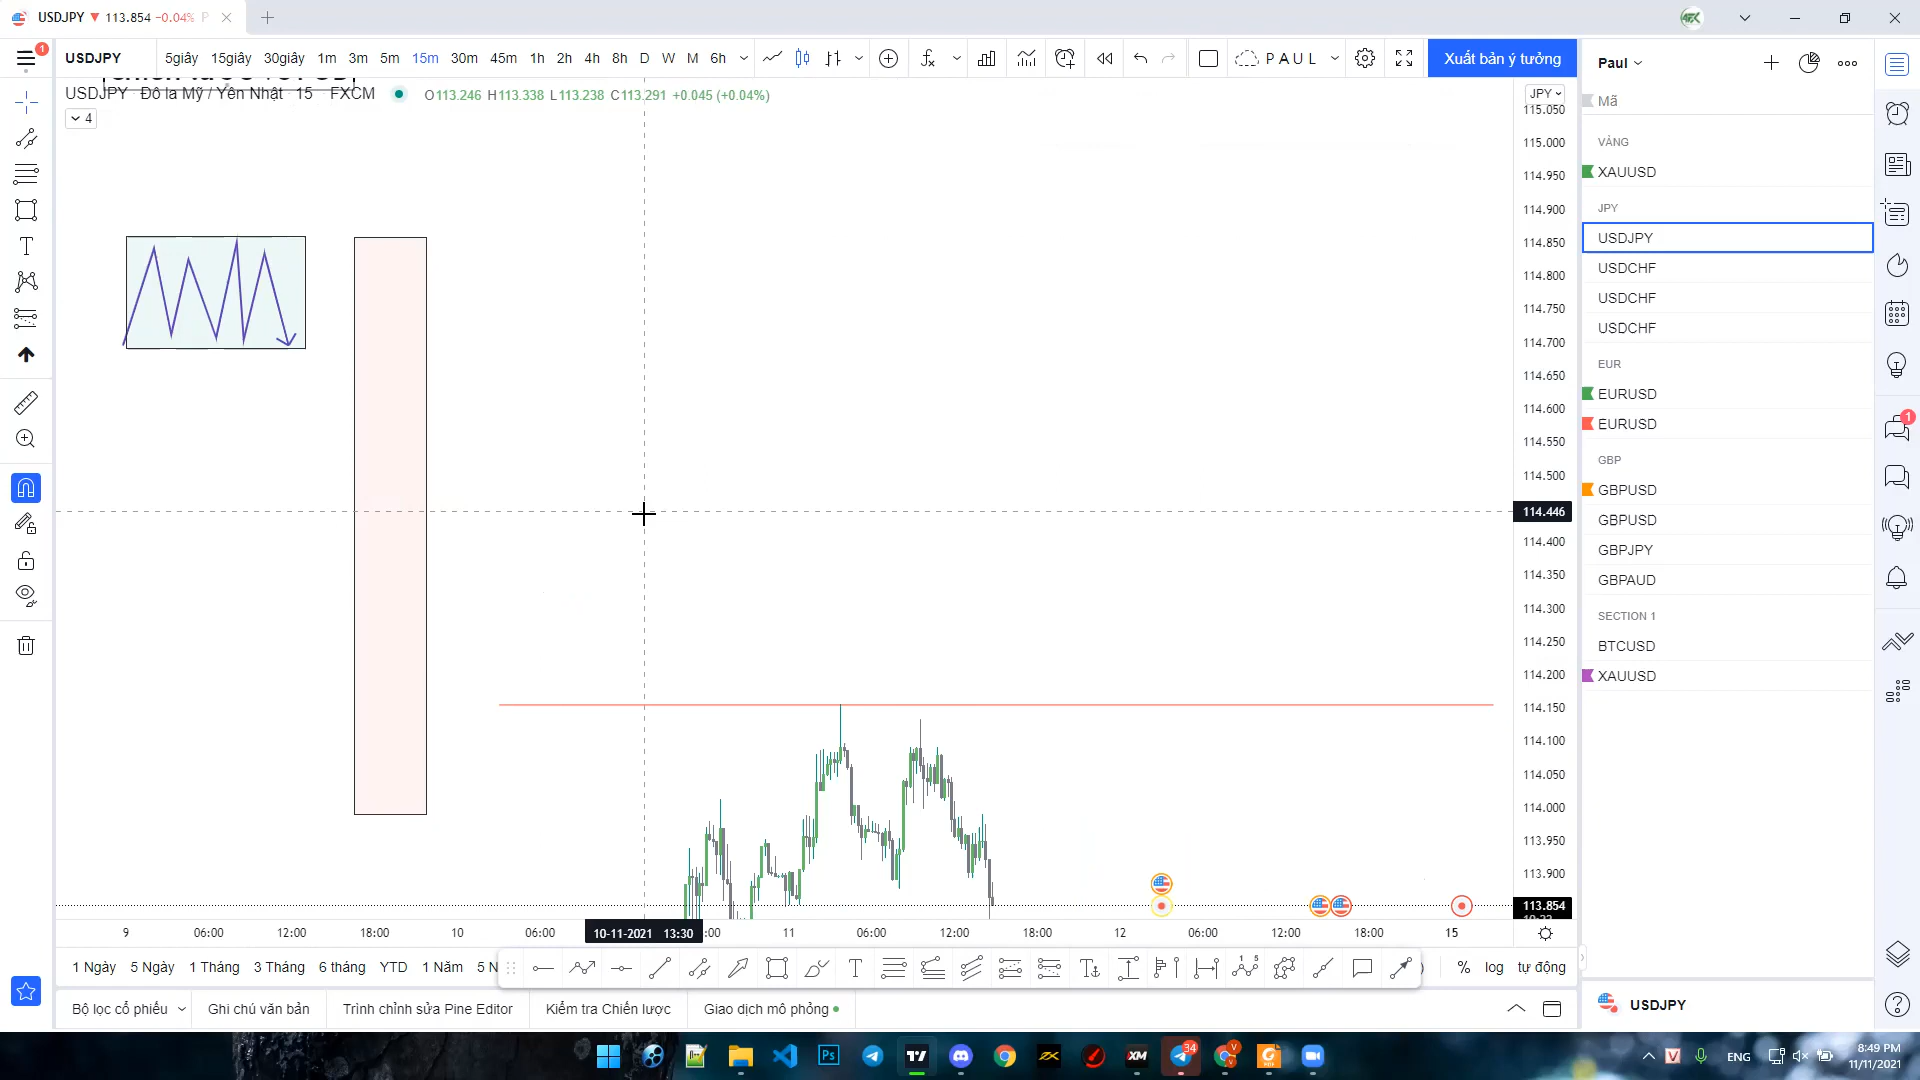 USDJPY ▼ 113.854 -0.04% P
USDJPY
5giây 15giây 30giây 1m 3m 5m 15m 30m 45m 1h 2h 4h 8h D W M 6h
PAUL
Xuất bản ý tưởng
Paul
1
USDJPY · Đô la Mỹ / Yên Nhật · 15 · FXCM
O113.246 H113.338 L113.238 C113.291 +0.045 (+0.04%)
4
JPY
115.050
115.000
114.950
114.900
114.850
114.800
114.750
114.700
114.650
114.600
114.550
114.500
114.446
114.400
114.350
114.300
114.250
114.200
114.150
114.100
114.050
114.000
113.950
113.900
113.854
Mã
VÀNG
XAUUSD
JPY
USDJPY
USDCHF
USDCHF
USDCHF
EUR
EURUSD
EURUSD
GBP
GBPUSD
GBPUSD
GBPJPY
GBPAUD
SECTION 1
BTCUSD
XAUUSD
1
9 06:00 12:00 18:00 10 06:00 10-11-2021 13:30 :00 11 06:00 12:00 18:00 12 06:00 12:00 18:00 15
1 Ngày 5 Ngày 1 Tháng 3 Tháng 6 tháng YTD 1 Năm 5 N
% log tự động
Bộ lọc cổ phiếu Ghi chú văn bản Trình chỉnh sửa Pine Editor Kiểm tra Chiến lược Giao dịch mô phỏng
USDJPY
34
ENG
8:49 PM
11/11/2021